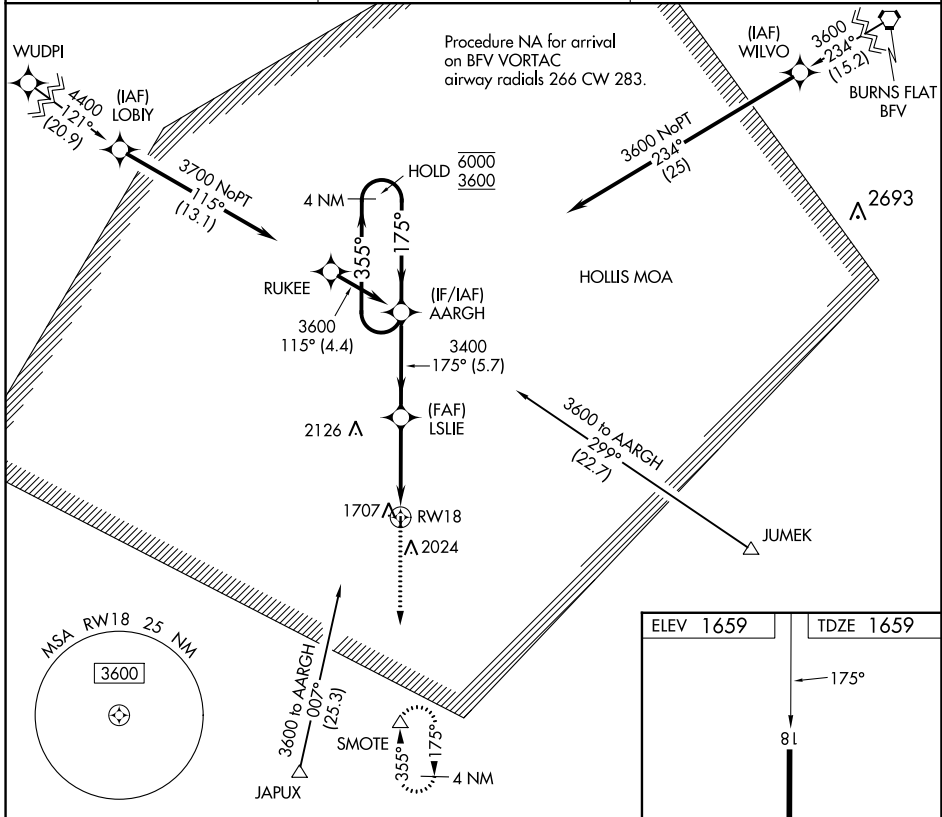 WUDPI
4400
121°
(20.9)
(IAF)
LOBIY
3700 NoPT
115°
(13.1)
Procedure NA for arrival
on BFV VORTAC
airway radials 266 CW 283.
(IAF)
WILVO
3600
234°
(15.2)
BURNS FLAT
BFV
3600 NoPT
234°
(25)
HOLD 6000
3600
4 NM
355°
175°
2693
HOLLIS MOA
RUKEE
3600
115° (4.4)
(IF/IAF)
AARGH
3400
175° (5.7)
(FAF)
LSLIE
2126
3600 to AARGH
299°
(22.7)
JUMEK
1707
RW18
2024
MSA RW18 25 NM
3600
3600 to AARGH
007°
(25.3)
JAPUX
SMOTE
355°
175°
4 NM
ELEV 1659
TDZE 1659
175°
18